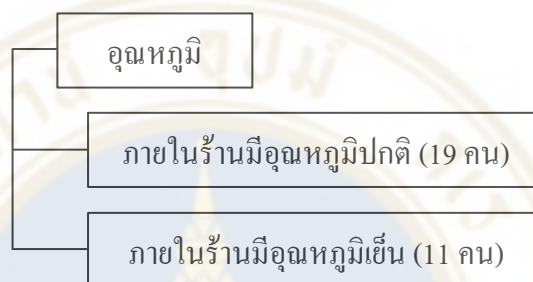 อุณหภูมิ
ภายในร้านมีอุณหภูมิปกติ (19 คน)
ภายในร้านมีอุณหภูมิเย็น (11 คน)